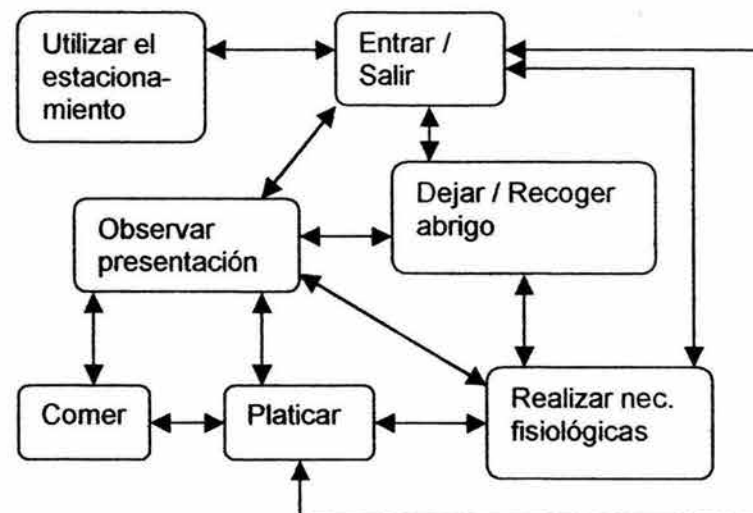 Utilizar el
estaciona-
miento
Entrar /
Salir
Dejar / Recoger
abrigo
Observar
presentación
Comer
Platicar
Realizar nec.
fisiológicas